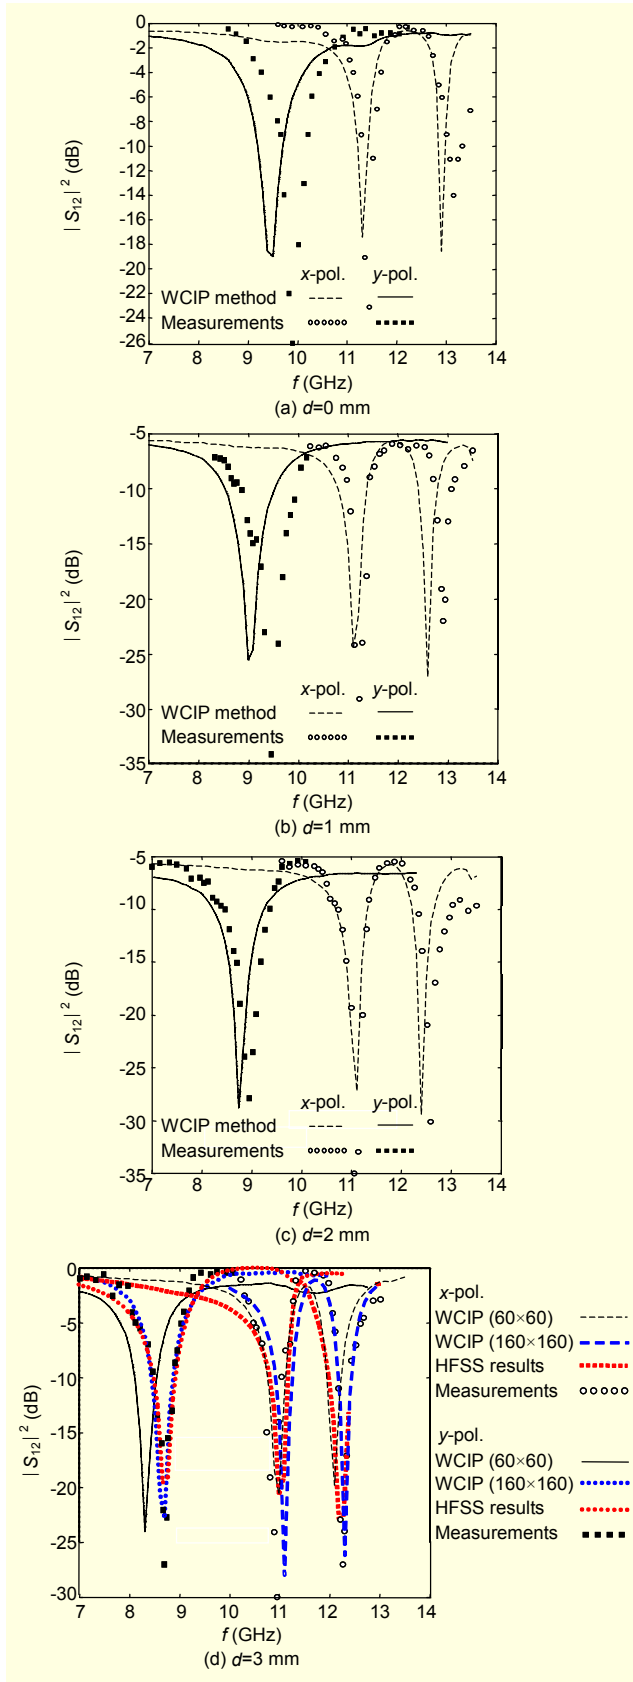 0
-2
-4
-6
-8
-10
-12
-14
-16
-18
-20
-22
-24
-26
| S12| 2 (dB)
x-pol. y-pol.
WCIP method
Measurements
7 8 9 10 11 12 13 14
f (GHz)
(a) d=0 mm
-5
-10
-15
-20
-25
-30
-35
| S12| 2 (dB)
x-pol. y-pol.
WCIP method
Measurements
7 8 9 10 11 12 13 14
f (GHz)
(b) d=1 mm
-5
-10
-15
-20
-25
-30
-35
| S12| 2 (dB)
x-pol. y-pol.
WCIP method
Measurements
7 8 9 10 11 12 13 14
f (GHz)
(c) d=2 mm
0
-5
-10
-15
-20
-25
-30
| S12| 2 (dB)
7 8 9 10 11 12 13 14
f (GHz)
(d) d=3 mm
x-pol.
WCIP (60×60)
WCIP (160×160)
HFSS results
Measurements
y-pol.
WCIP (60×60)
WCIP (160×160)
HFSS results
Measurements